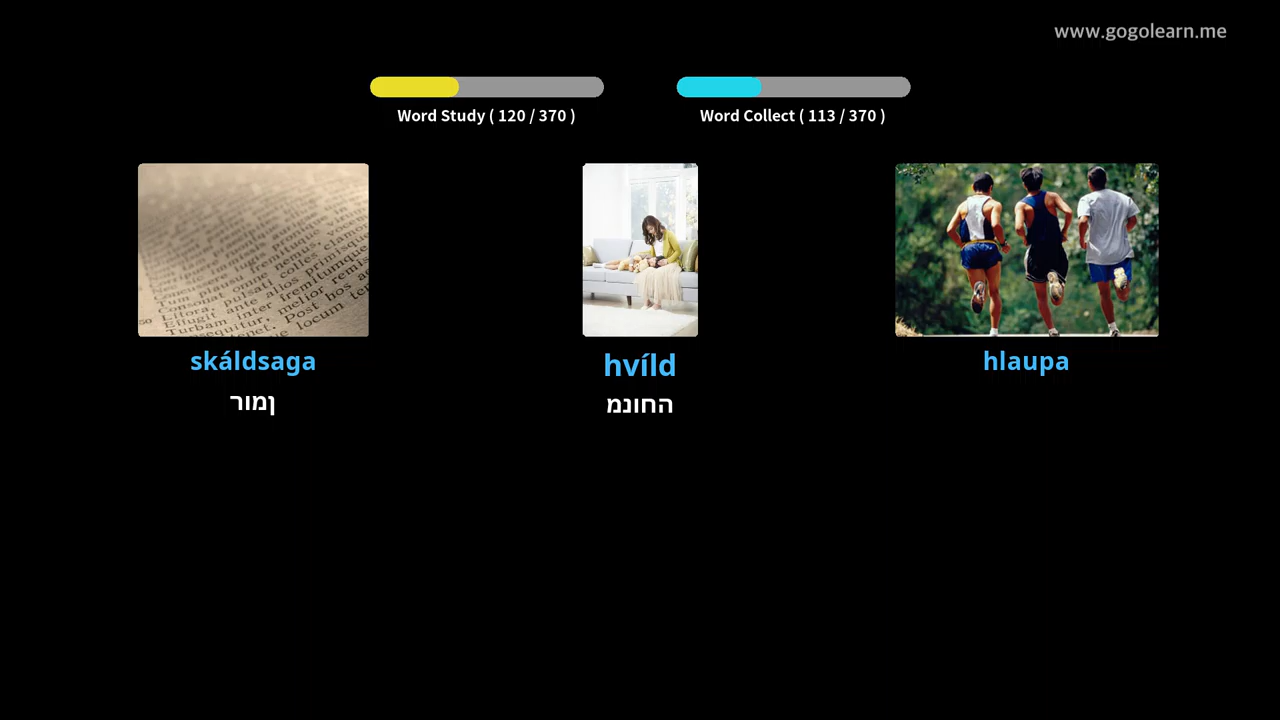 www.gogolearn.me
Word Study ( 120 / 370 )
Word Collect ( 113 / 370 )
skáldsaga
hvíld
hlaupa
רומן
מנוחה